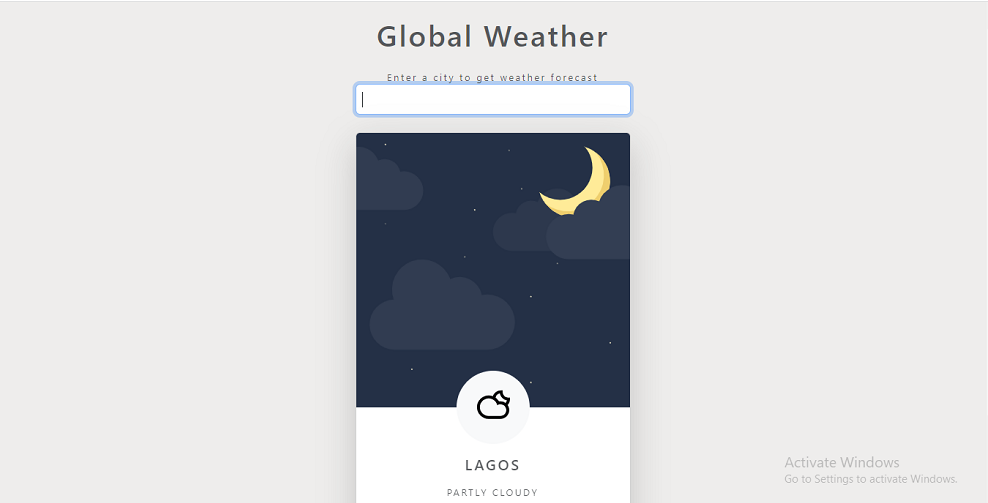 Global Weather
Enter a city to get weather forecast
LAGOS
PARTLY CLOUDY
Activate Windows
Go to Settings to activate Windows.